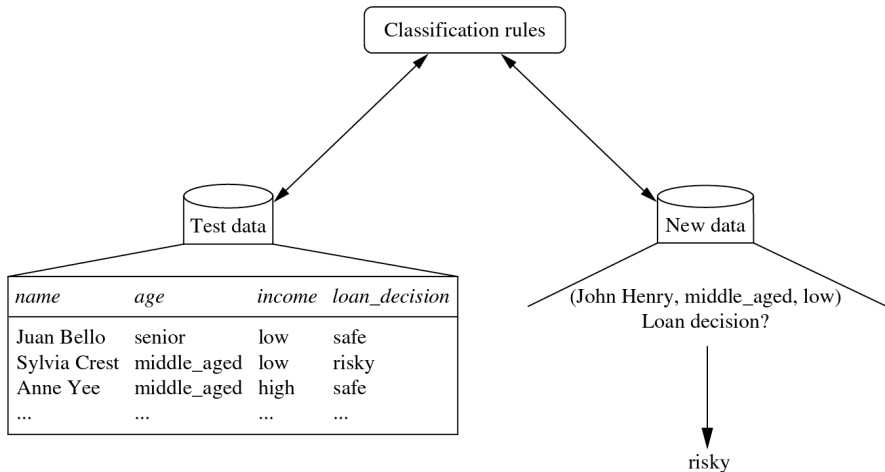 Classification rules
Test data
name age income loan_decision
Juan Bello senior low safe
Sylvia Crest middle_aged low risky
Anne Yee middle_aged high safe
... ... ... ...
New data
(John Henry, middle_aged, low)
Loan decision?
risky